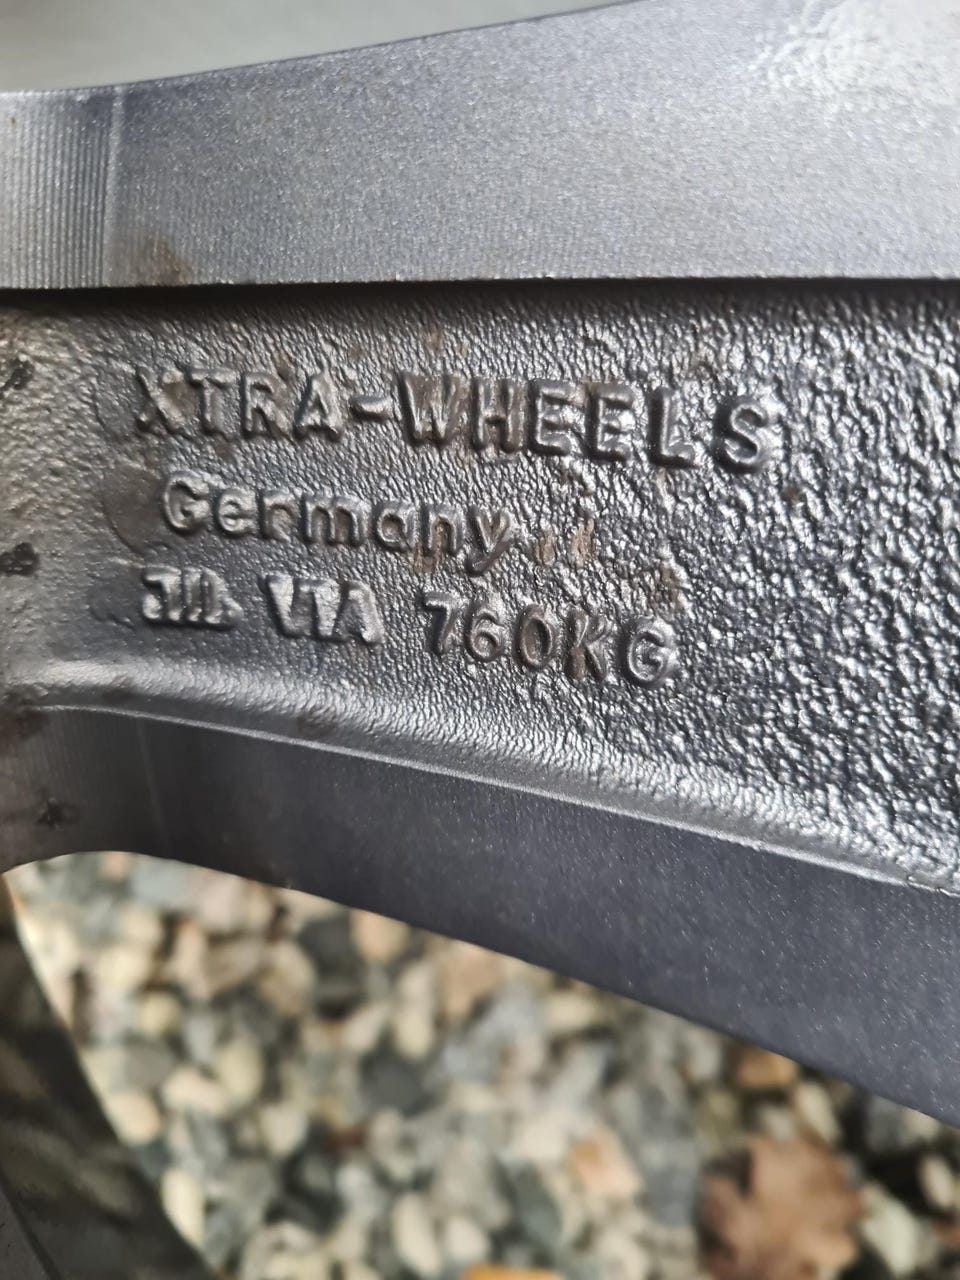 XTRA-WHEELS
Germany
VIA 760KG